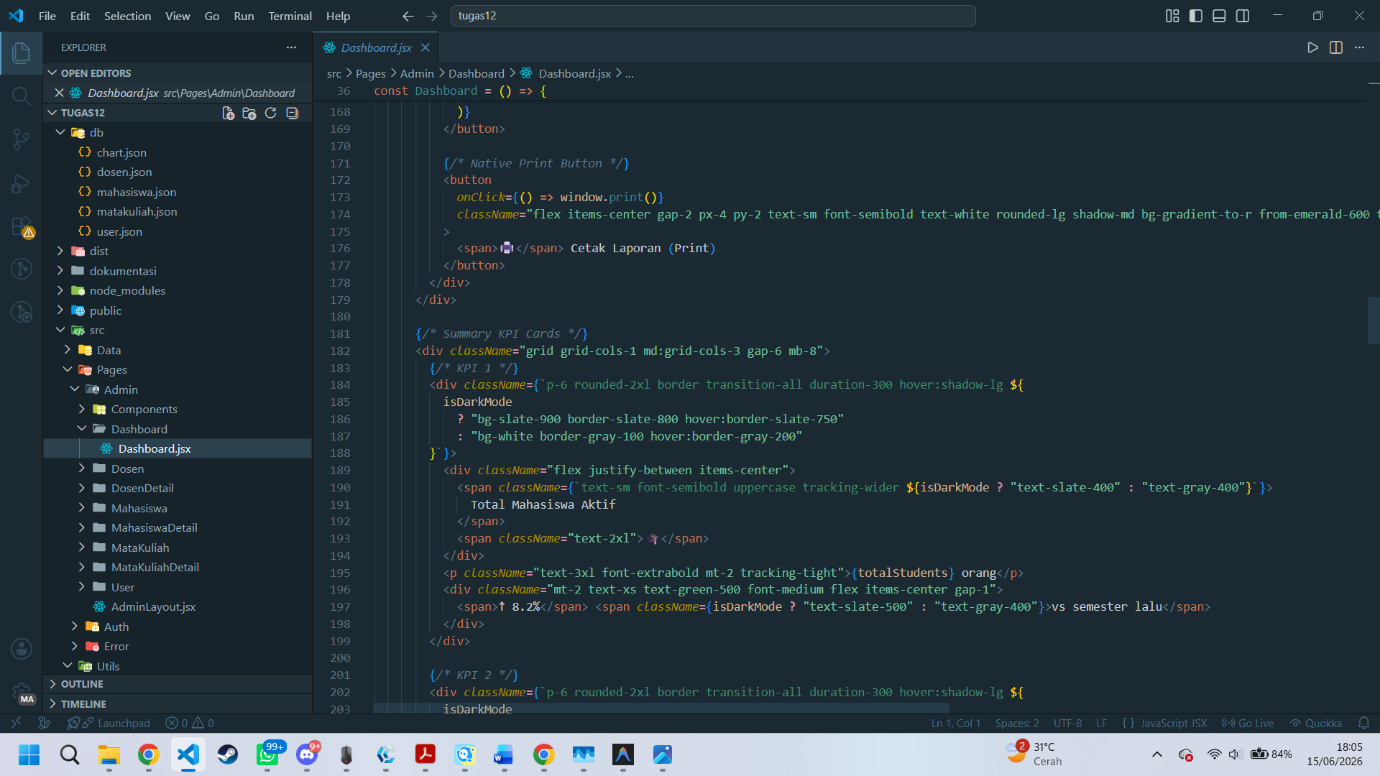 File Edit Selection View Go Run Terminal Help
tugas12
EXPLORER
OPEN EDITORS
Dashboard.jsx src\Pages\Admin\Dashboard
TUGAS12
db
chart.json
dosen.json
mahasiswa.json
matakuliah.json
user.json
dist
dokumentasi
node_modules
public
src
Data
Pages
Admin
Components
Dashboard
Dashboard.jsx
Dosen
DosenDetail
Mahasiswa
MahasiswaDetail
MataKuliah
MataKuliahDetail
User
AdminLayout.jsx
Auth
Error
Utils
OUTLINE
TIMELINE
Dashboard.jsx
src > Pages > Admin > Dashboard > Dashboard.jsx > ...
36 const Dashboard = () => {
168 )}
169 </button>
170
171 {/* Native Print Button */}
172 <button
173 onClick={() => window.print()}
174 className="flex items-center gap-2 px-4 py-2 text-sm font-semibold text-white rounded-lg shadow-md bg-gradient-to-r from-emerald-600 t
175 >
176 <span>🖨️</span> Cetak Laporan (Print)
177 </button>
178 </div>
179 </div>
180
181 {/* Summary KPI Cards */}
182 <div className="grid grid-cols-1 md:grid-cols-3 gap-6 mb-8">
183 {/* KPI 1 */}
184 <div className={`p-6 rounded-2xl border transition-all duration-300 hover:shadow-lg ${
185 isDarkMode
186 ? "bg-slate-900 border-slate-800 hover:border-slate-750"
187 : "bg-white border-gray-100 hover:border-gray-200"
188 }`}>
189 <div className="flex justify-between items-center">
190 <span className={`text-sm font-semibold uppercase tracking-wider ${isDarkMode ? "text-slate-400" : "text-gray-400"}`}>
191 Total Mahasiswa Aktif
192 </span>
193 <span className="text-2xl"></span>
194 </div>
195 <p className="text-3xl font-extrabold mt-2 tracking-tight">{totalStudents} orang</p>
196 <div className="mt-2 text-xs text-green-500 font-medium flex items-center gap-1">
197 <span>↑ 8.2%</span> <span className={isDarkMode ? "text-slate-500" : "text-gray-400"}>vs semester lalu</span>
198 </div>
199 </div>
200
201 {/* KPI 2 */}
202 <div className={`p-6 rounded-2xl border transition-all duration-300 hover:shadow-lg ${
203 isDarkMode
MA
Launchpad 0 0
Ln 1, Col 1 Spaces: 2 UTF-8 LF {} JavaScript JSX Go Live Quokka
99+
9+
2
31°C
Cerah
84%
18:05
15/06/2026